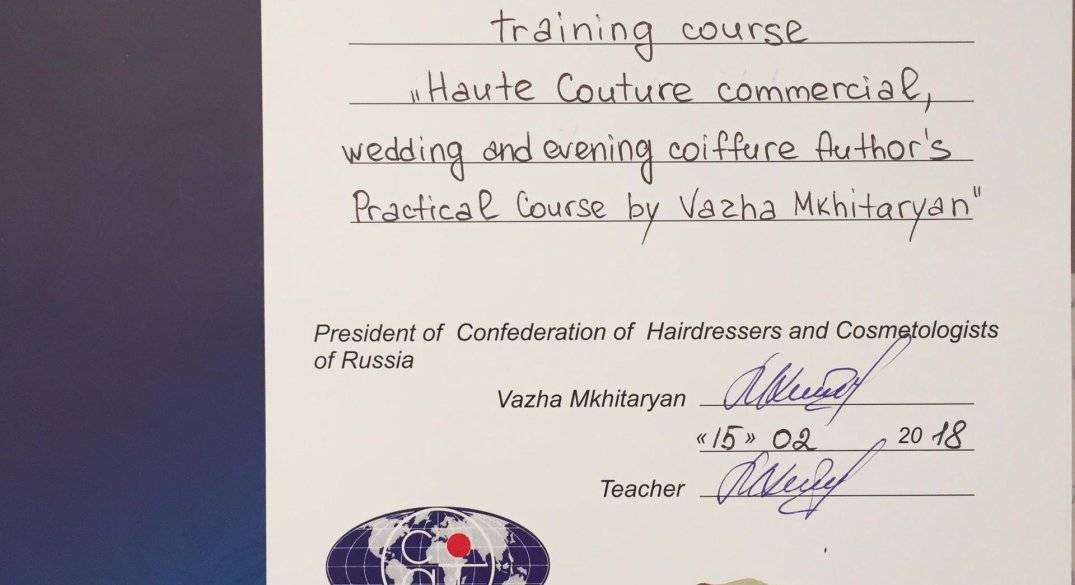 training course
„Haute Couture commercial,
wedding and evening coiffure Author's
Practical Course by Vazha Mkhitaryan"
President of Confederation of Hairdressers and Cosmetologists
of Russia
Vazha Mkhitaryan
«15» 02 2018
Teacher